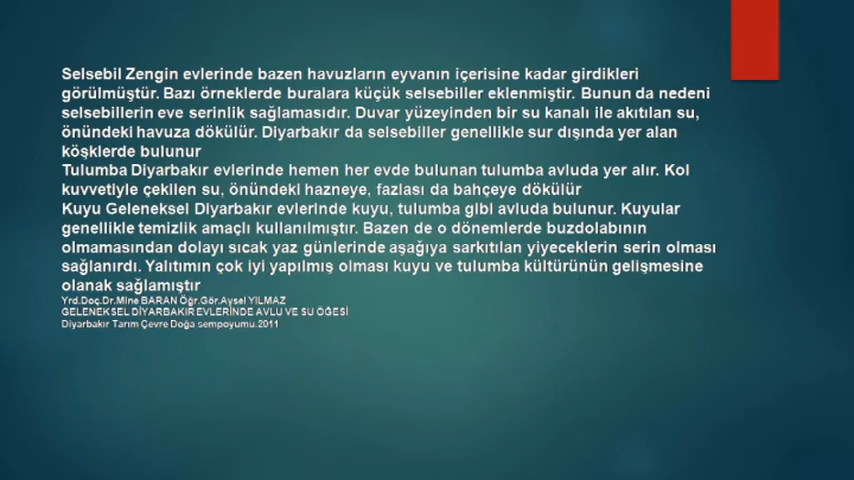 Selsebil Zengin evlerinde bazen havuzların eyvanın içerisine kadar girdikleri
görülmüştür. Bazı örneklerde buralara küçük selsebiller eklenmiştir. Bunun da nedeni
selsebillerin eve serinlik sağlamasıdır. Duvar yüzeyinden bir su kanalı ile akıtılan su,
önündeki havuza dökülür. Diyarbakır da selsebiller genellikle sur dışında yer alan
köşklerde bulunur
Tulumba Diyarbakır evlerinde hemen her evde bulunan tulumba avluda yer alır. Kol
kuvvetiyle çekilen su, önündeki hazneye, fazlası da bahçeye dökülür
Kuyu Geleneksel Diyarbakır evlerinde kuyu, tulumba gibi avluda bulunur. Kuyular
genellikle temizlik amaçlı kullanılmıştır. Bazen de o dönemlerde buzdolabının
olmamasından dolayı sıcak yaz günlerinde aşağıya sarkıtılan yiyeceklerin serin olması
sağlanırdı. Yalıtımın çok iyi yapılmış olması kuyu ve tulumba kültürünün gelişmesine
olanak sağlamıştır
Yrd.Doç.Dr.Mine BARAN Öğr.Gör.Aysel YILMAZ
GELENEKSEL DİYARBAKIR EVLERİNDE AVLU VE SU ÖĞESİ
Diyarbakır Tarım Çevre Doğa sempoyumu.2011